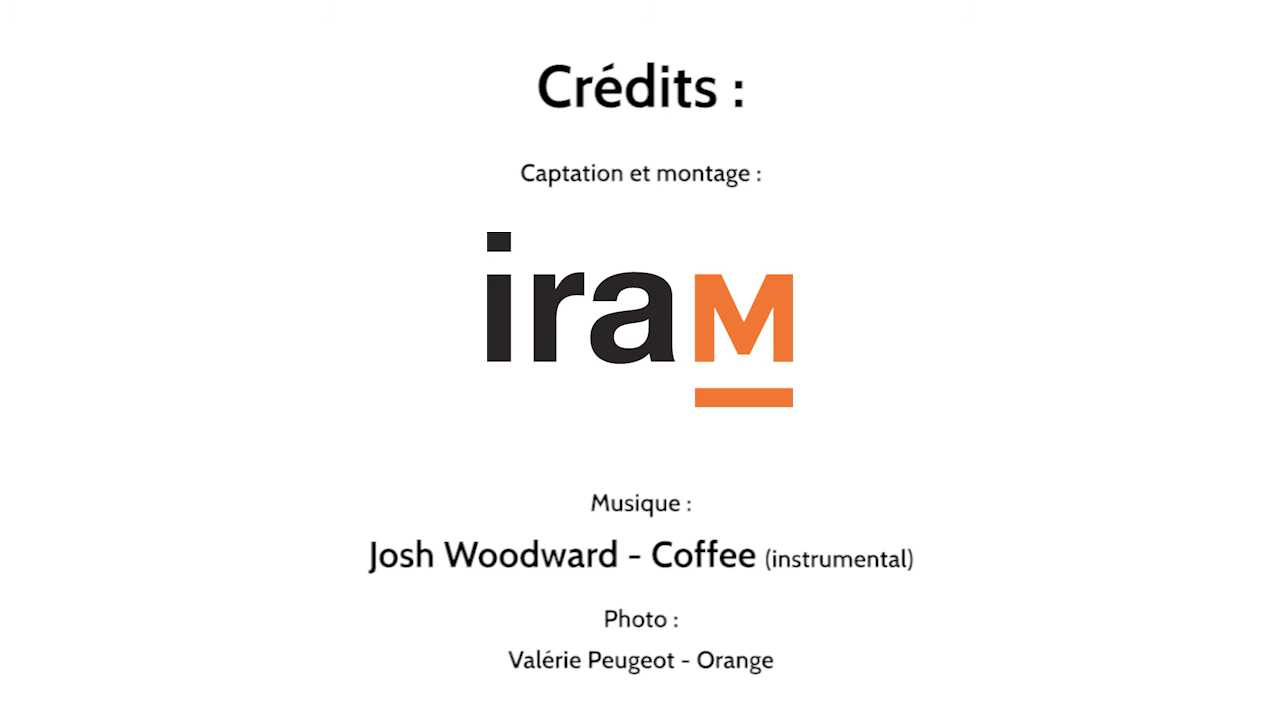 Crédits :
Captation et montage :
iraM
Musique :
Josh Woodward - Coffee (instrumental)
Photo :
Valérie Peugeot - Orange